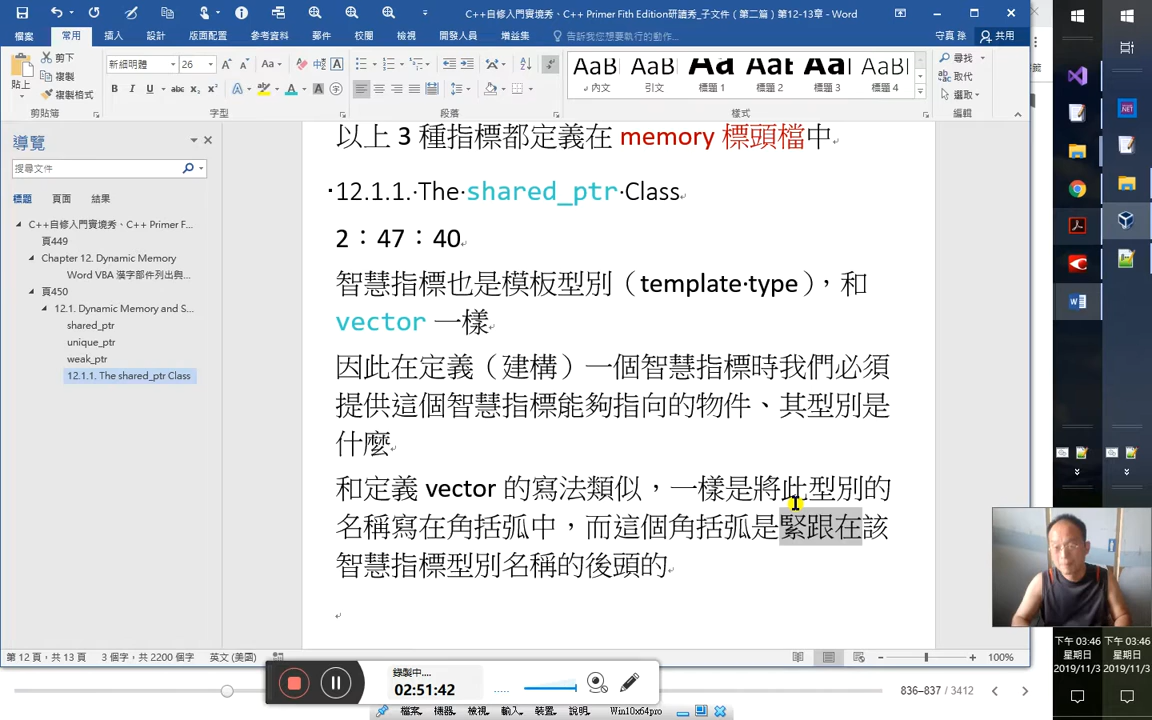 C++自修入門實境秀、C++ Primer Fith Edition研讀秀_子文件（第二篇）第12-13章 - Word
檔案 常用 插入 設計 版面配置 參考資料 郵件 校閱 檢視 開發人員 增益集 告訴我您想要執行的動作... 守真 孫 共用
貼上 剪下 複製 複製格式 剪貼簿
新細明體 26 字型
段落
AaB AaB Aa Aat Aal AaBl
內文 標題 1 標題 2 標題 3 標題 4
樣式
尋找 取代 選取 編輯
導覽
搜尋文件
標題 頁面 結果
C++自修入門實境秀、C++ Primer F...
頁449
Chapter 12. Dynamic Memory
Word VBA 漢字部件列出與...
頁450
12.1. Dynamic Memory and S...
shared_ptr
unique_ptr
weak_ptr
12.1.1. The shared_ptr Class
以上 3 種指標都定義在 memory 標頭檔中
12.1.1. The shared_ptr Class
2：47：40
智慧指標也是模板型別（template type），和
vector 一樣
因此在定義（建構）一個智慧指標時我們必須
提供這個智慧指標能夠指向的物件、其型別是
什麼
和定義 vector 的寫法類似，一樣是將此型別的
名稱寫在角括弧中，而這個角括弧是緊跟在該
智慧指標型別名稱的後頭的
第 12 頁，共 13 頁 3 個字，共 2200 個字 英文 (美國) 100%
錄製中....
02:51:42
836–837 / 3412
檔案 機器 檢視 輸入 裝置 說明 Win10x64pro
下午 03:46 下午 03:46
星期日 星期日
2019/11/3 2019/11/3